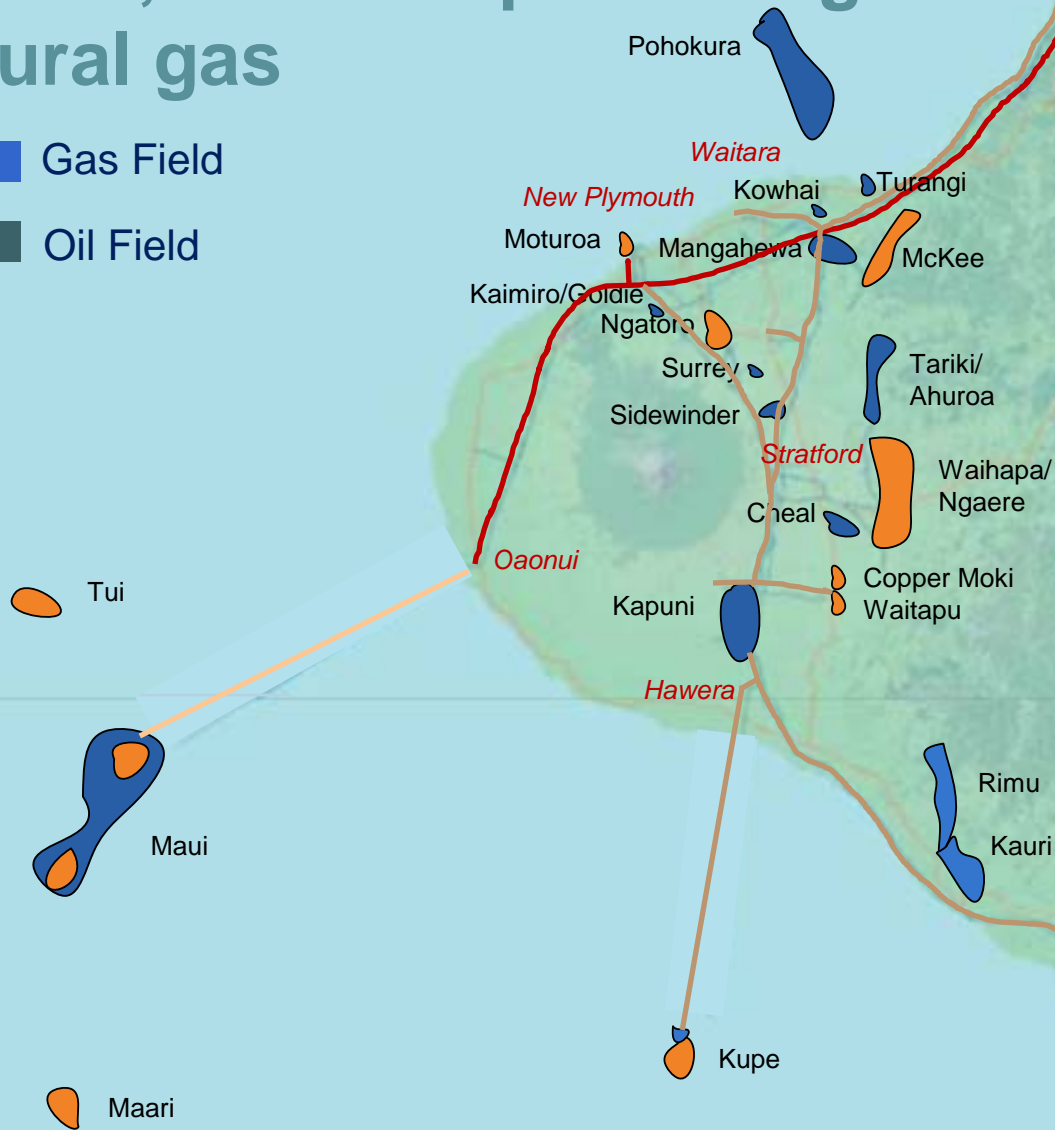 ural gas
Gas Field
Oil Field
Pohokura
Waitara
New Plymouth
Kowhai
Turangi
Moturoa
Mangahewa
McKee
Kaimiro/Goldie
Ngatoro
Surrey
Tariki/
Ahuroa
Sidewinder
Stratford
Waihapa/
Ngaere
Cheal
Oaonui
Copper Moki
Waitapu
Tui
Kapuni
Hawera
Rimu
Maui
Kauri
Kupe
Maari